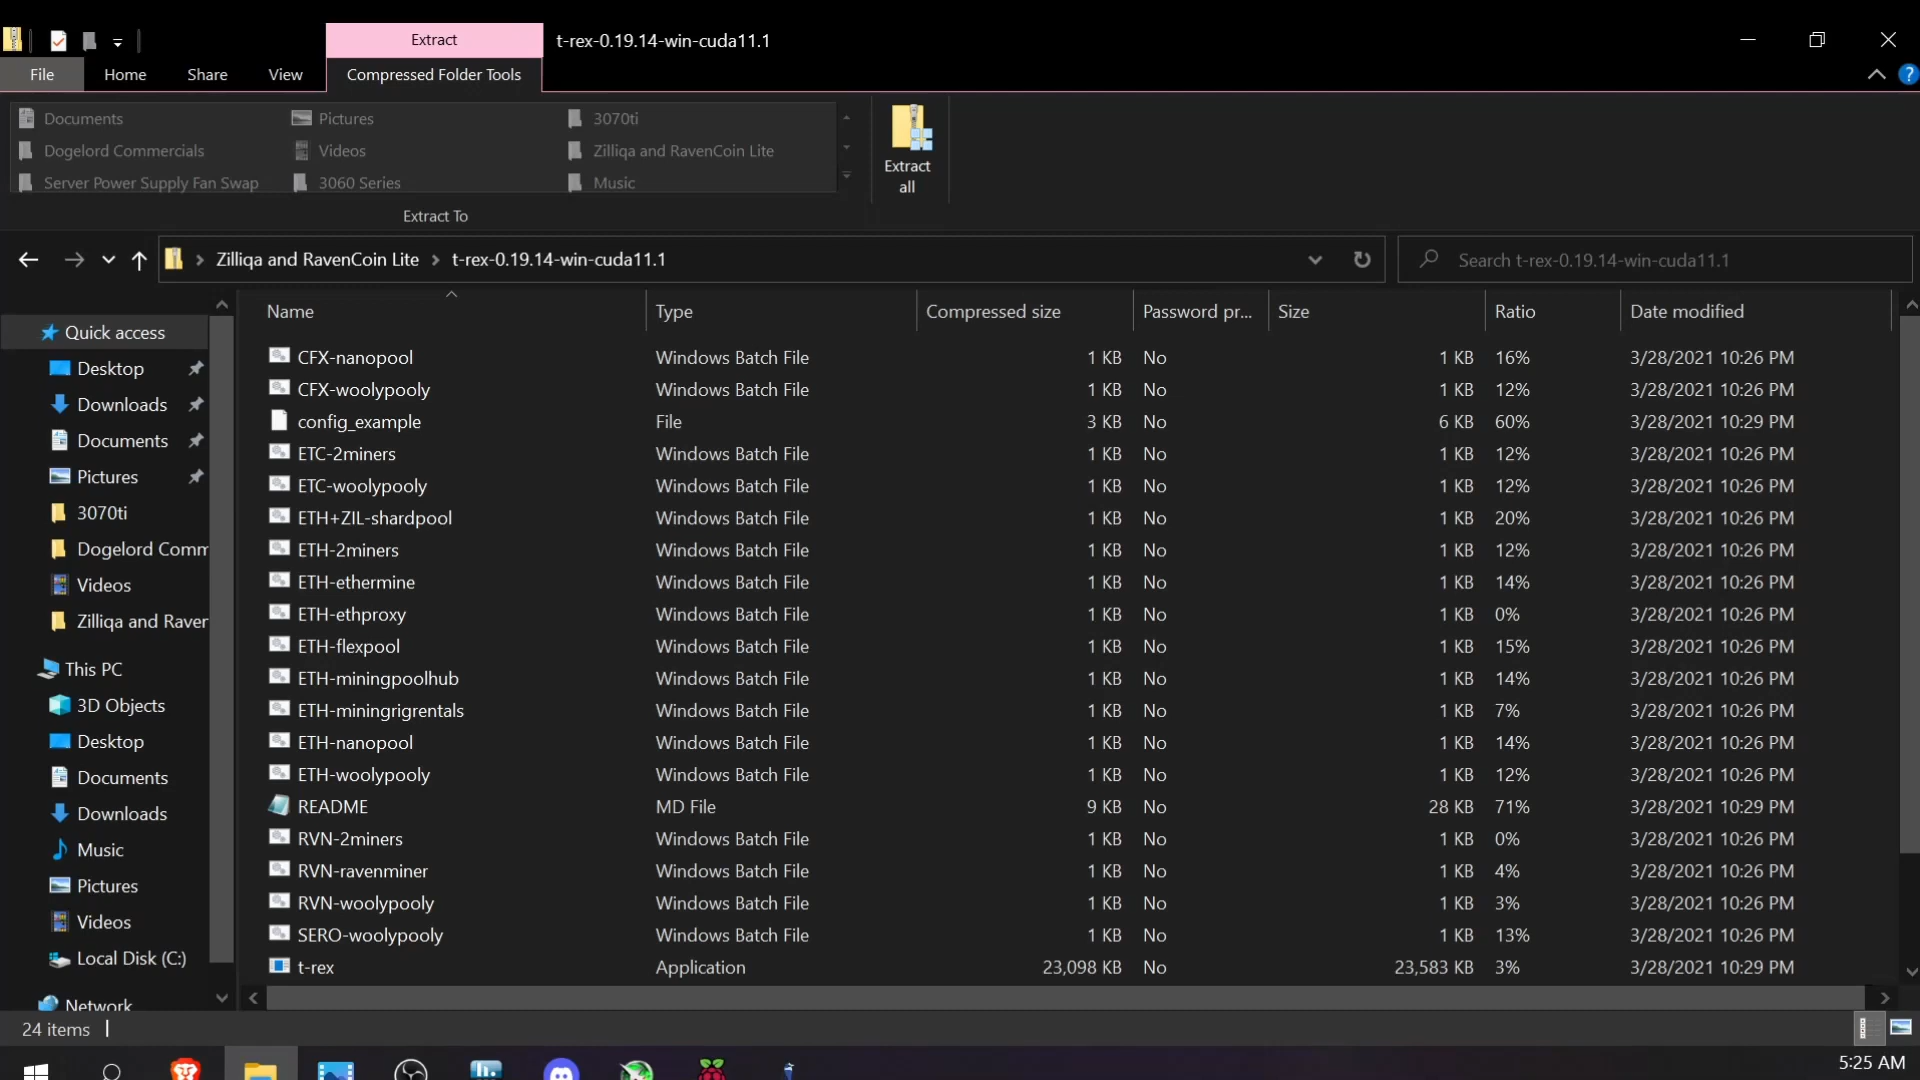 Extract
t-rex-0.19.14-win-cuda11.1
File
Home
Share
View
Compressed Folder Tools
?
Documents
Pictures
3070ti
Dogelord Commercials
Videos
Zilliqa and RavenCoin Lite
Server Power Supply Fan Swap
3060 Series
Music
Extract all
Extract To
Zilliqa and RavenCoin Lite > t-rex-0.19.14-win-cuda11.1
Search t-rex-0.19.14-win-cuda11.1
Quick access
Desktop
Downloads
Documents
Pictures
3070ti
Dogelord Comm
Videos
Zilliqa and Raver
This PC
3D Objects
Desktop
Documents
Downloads
Music
Pictures
Videos
Local Disk (C:)
Network
Name Type Compressed size Password pr... Size Ratio Date modified
CFX-nanopool Windows Batch File 1 KB No 1 KB 16% 3/28/2021 10:26 PM
CFX-woolypooly Windows Batch File 1 KB No 1 KB 12% 3/28/2021 10:26 PM
config_example File 3 KB No 6 KB 60% 3/28/2021 10:29 PM
ETC-2miners Windows Batch File 1 KB No 1 KB 12% 3/28/2021 10:26 PM
ETC-woolypooly Windows Batch File 1 KB No 1 KB 12% 3/28/2021 10:26 PM
ETH+ZIL-shardpool Windows Batch File 1 KB No 1 KB 20% 3/28/2021 10:26 PM
ETH-2miners Windows Batch File 1 KB No 1 KB 12% 3/28/2021 10:26 PM
ETH-ethermine Windows Batch File 1 KB No 1 KB 14% 3/28/2021 10:26 PM
ETH-ethproxy Windows Batch File 1 KB No 1 KB 0% 3/28/2021 10:26 PM
ETH-flexpool Windows Batch File 1 KB No 1 KB 15% 3/28/2021 10:26 PM
ETH-miningpoolhub Windows Batch File 1 KB No 1 KB 14% 3/28/2021 10:26 PM
ETH-miningrigrentals Windows Batch File 1 KB No 1 KB 7% 3/28/2021 10:26 PM
ETH-nanopool Windows Batch File 1 KB No 1 KB 14% 3/28/2021 10:26 PM
ETH-woolypooly Windows Batch File 1 KB No 1 KB 12% 3/28/2021 10:26 PM
README MD File 9 KB No 28 KB 71% 3/28/2021 10:29 PM
RVN-2miners Windows Batch File 1 KB No 1 KB 0% 3/28/2021 10:26 PM
RVN-ravenminer Windows Batch File 1 KB No 1 KB 4% 3/28/2021 10:26 PM
RVN-woolypooly Windows Batch File 1 KB No 1 KB 3% 3/28/2021 10:26 PM
SERO-woolypooly Windows Batch File 1 KB No 1 KB 13% 3/28/2021 10:26 PM
t-rex Application 23,098 KB No 23,583 KB 3% 3/28/2021 10:29 PM
24 items
5:25 AM